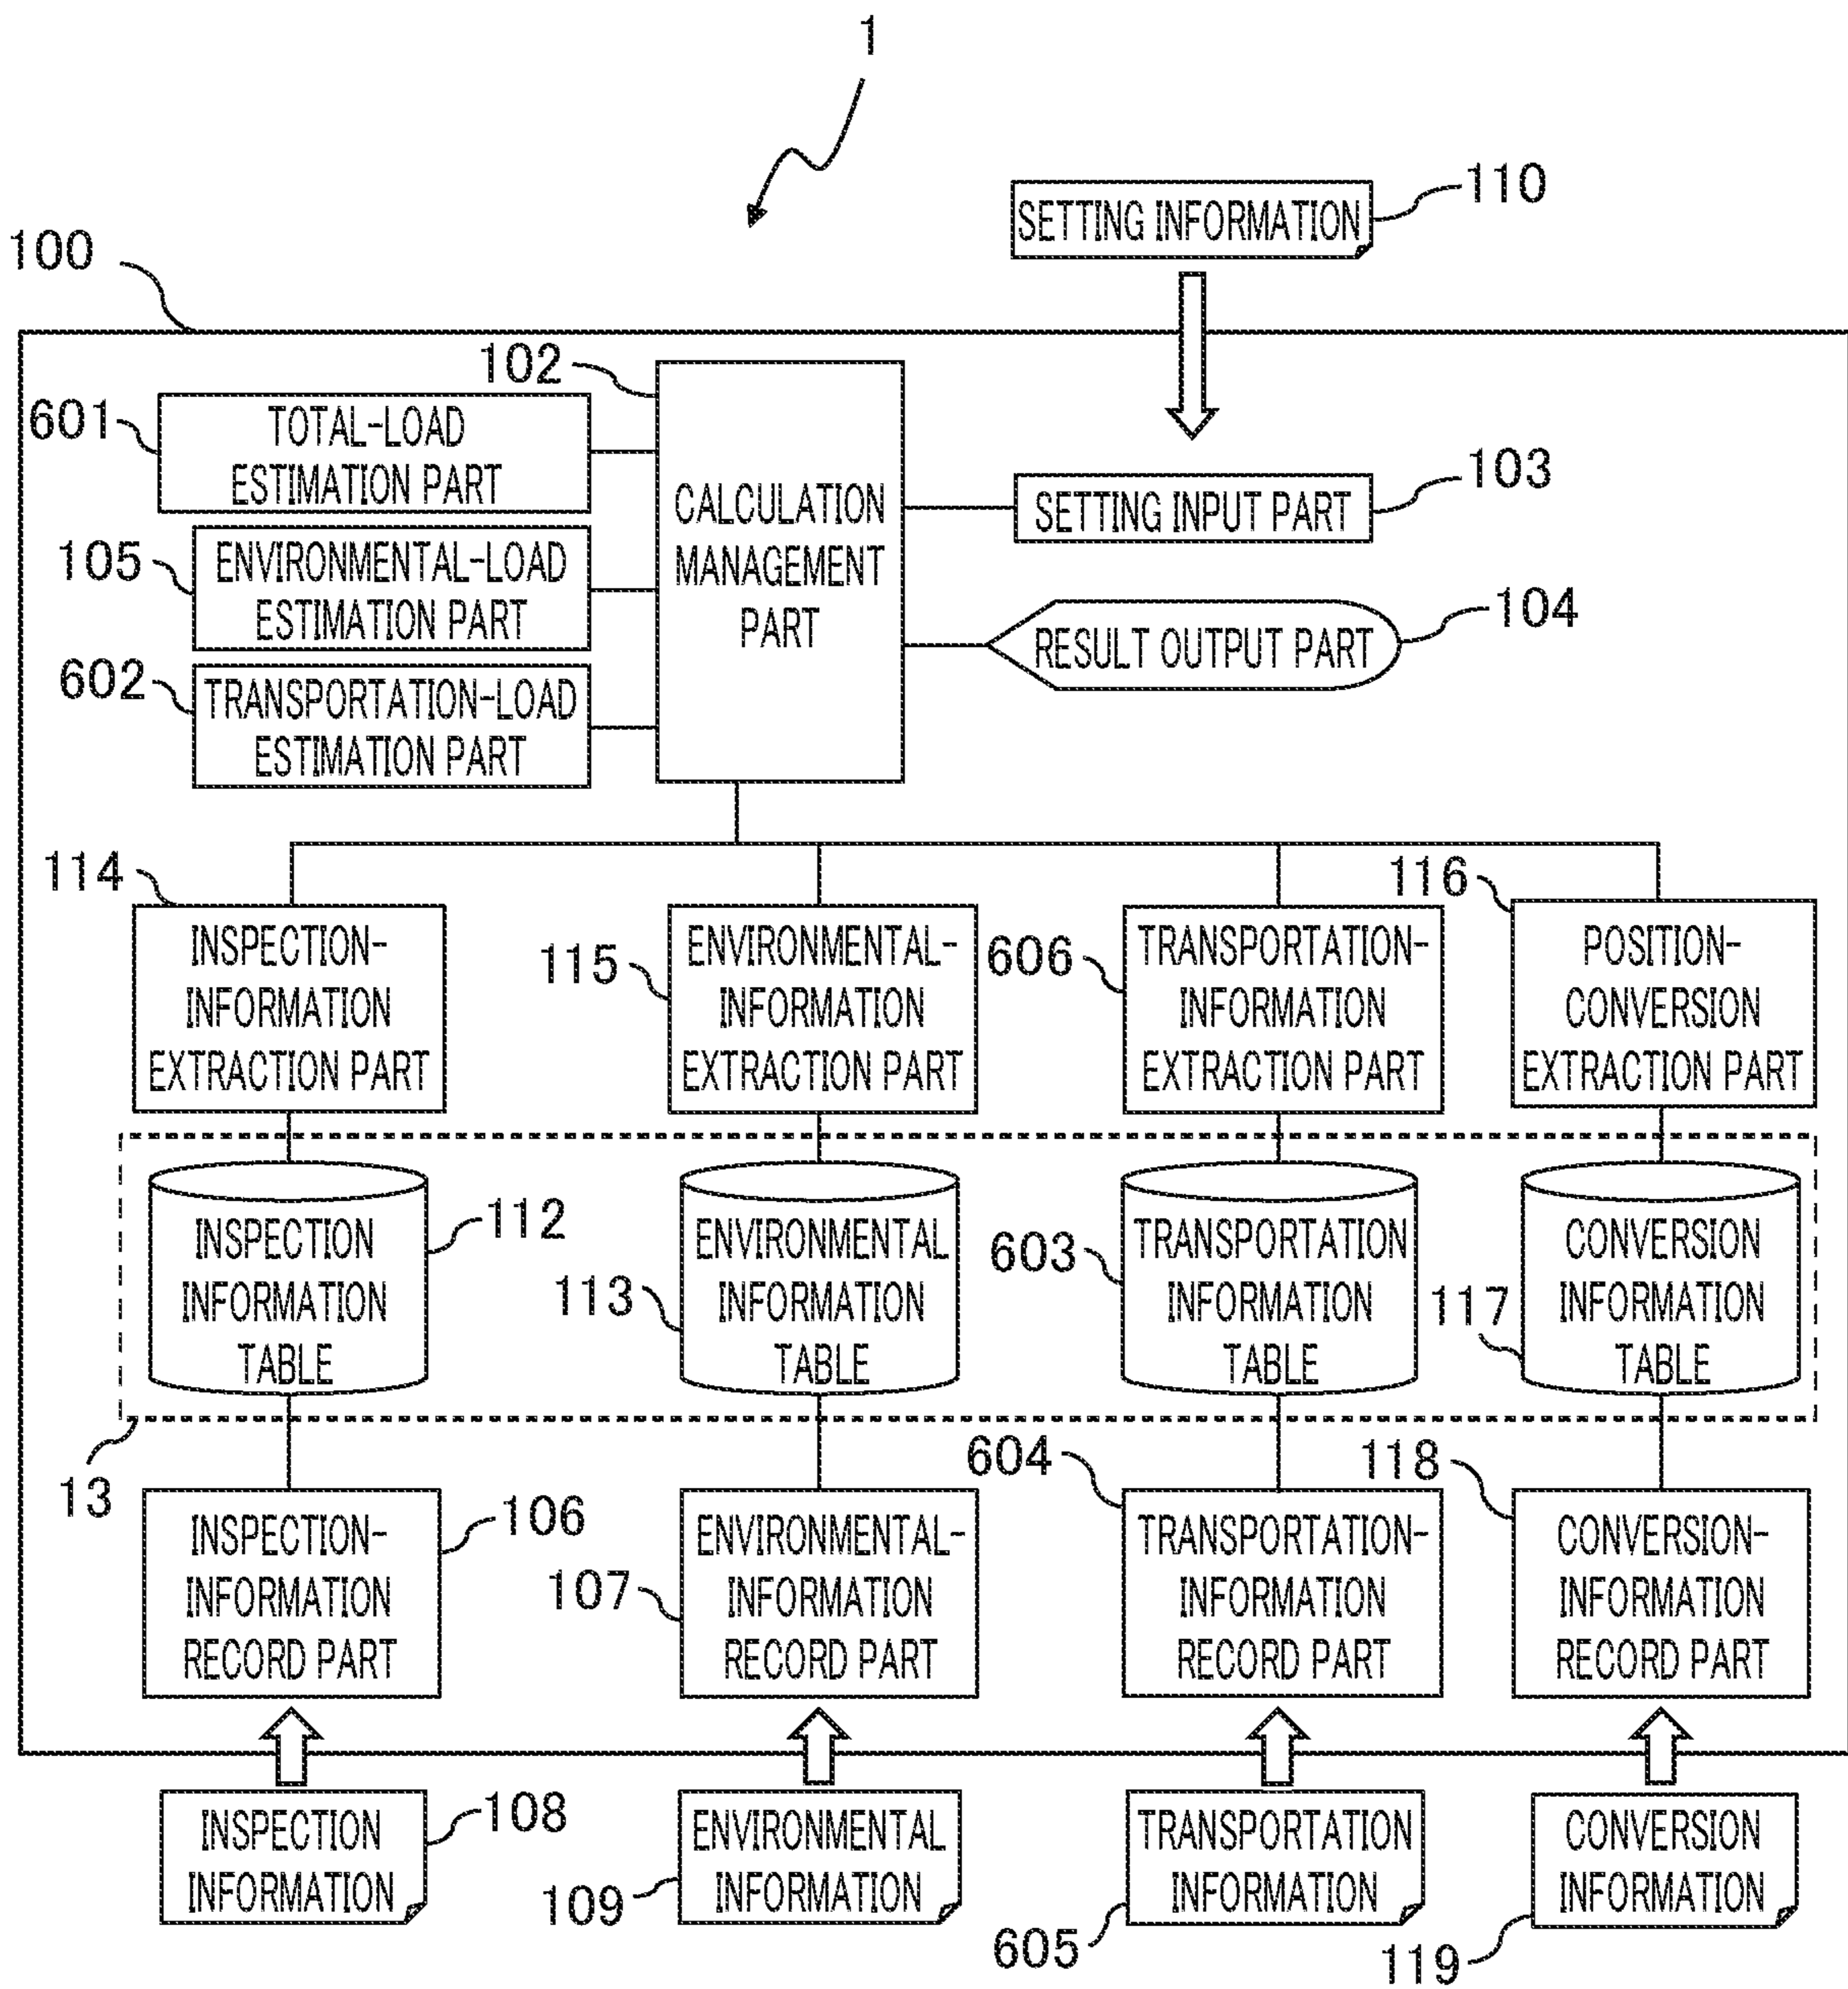 1
110
SETTING INFORMATION
100
102
601
TOTAL-LOAD
ESTIMATION PART
105
ENVIRONMENTAL-LOAD
ESTIMATION PART
602
TRANSPORTATION-LOAD
ESTIMATION PART
CALCULATION
MANAGEMENT
PART
103
SETTING INPUT PART
104
RESULT OUTPUT PART
114
INSPECTION-
INFORMATION
EXTRACTION PART
115
ENVIRONMENTAL-
INFORMATION
EXTRACTION PART
606
TRANSPORTATION-
INFORMATION
EXTRACTION PART
116
POSITION-
CONVERSION
EXTRACTION PART
INSPECTION
INFORMATION
TABLE
112
113
ENVIRONMENTAL
INFORMATION
TABLE
603
TRANSPORTATION
INFORMATION
TABLE
117
CONVERSION
INFORMATION
TABLE
13
INSPECTION-
INFORMATION
RECORD PART
106
107
ENVIRONMENTAL-
INFORMATION
RECORD PART
604
TRANSPORTATION-
INFORMATION
RECORD PART
118
CONVERSION-
INFORMATION
RECORD PART
INSPECTION
INFORMATION
108
109
ENVIRONMENTAL
INFORMATION
605
TRANSPORTATION
INFORMATION
119
CONVERSION
INFORMATION